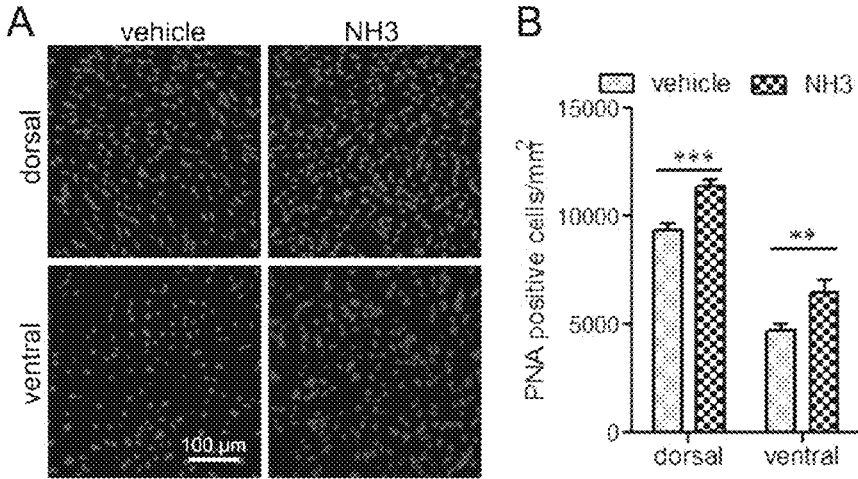 A
vehicle
NH3
dorsal
ventral
100 µm
B
vehicle
NH3
PNA positive cells/mm²
15000
10000
5000
0
***
**
dorsal
ventral